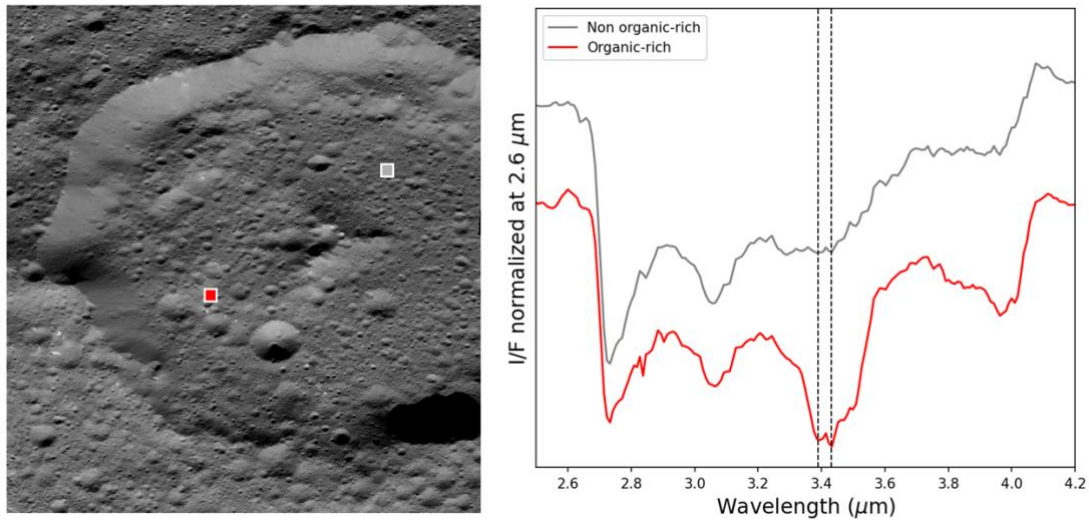 Non organic-rich
Organic-rich
I/F normalized at 2.6 μm
2.6 2.8 3.0 3.2 3.4 3.6 3.8 4.0 4.2
Wavelength (μm)